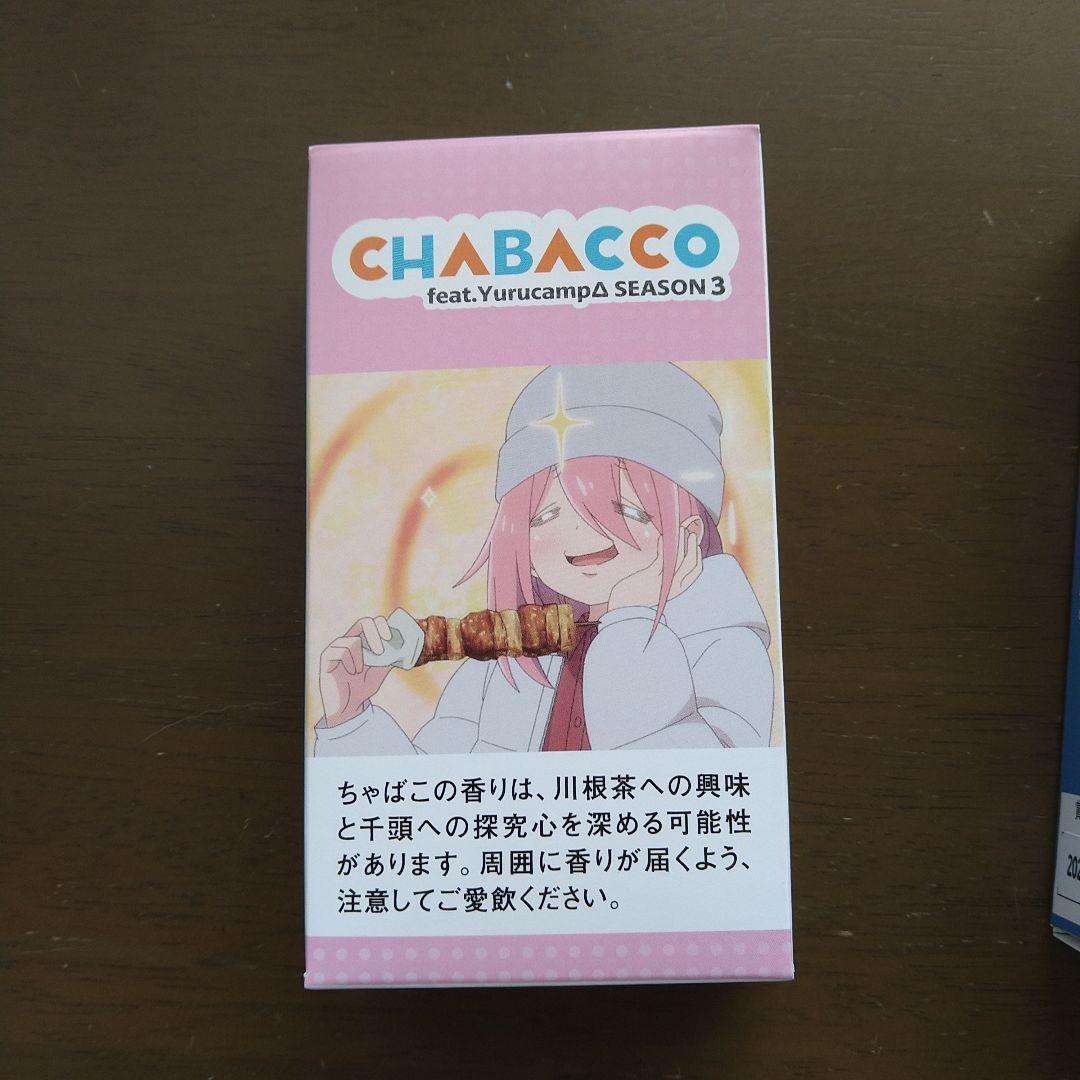 CHABACCO
feat.YurucampΔ SEASON 3
ちゃばこの香りは、川根茶への興味
と千頭への探究心を深める可能性
があります。周囲に香りが届くよう、
注意してご愛飲ください。